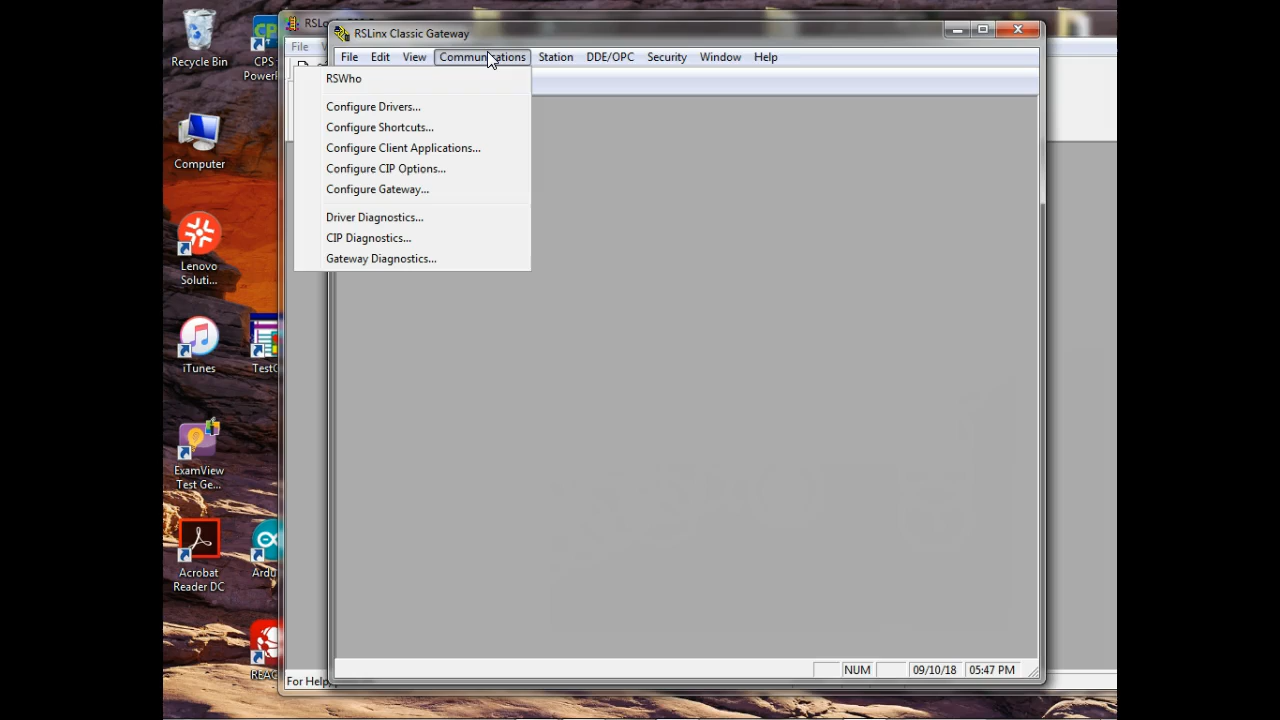 Recycle Bin
CPS
PowerI
Computer
Lenovo
Soluti...
iTunes
Test
ExamView
Test Ge...
Acrobat
Reader DC
Ardu
REAC
RSLo
File
For Help,
RSLinx Classic Gateway
File Edit View Communications Station DDE/OPC Security Window Help
RSWho
Configure Drivers...
Configure Shortcuts...
Configure Client Applications...
Configure CIP Options...
Configure Gateway...
Driver Diagnostics...
CIP Diagnostics...
Gateway Diagnostics...
NUM 09/10/18 05:47 PM